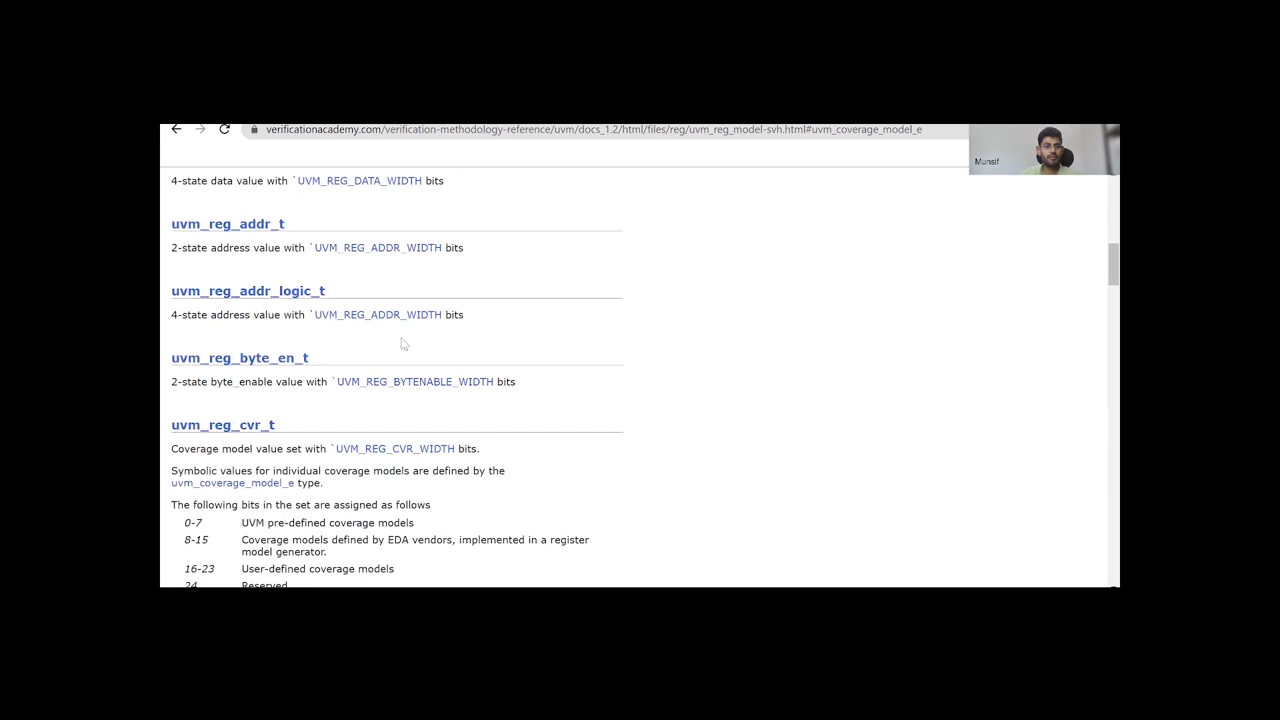 verificationacademy.com/verification-methodology-reference/uvm/docs_1.2/html/files/reg/uvm_reg_model-svh.html#uvm_coverage_model_e
Munsif
4-state data value with `UVM_REG_DATA_WIDTH bits
uvm_reg_addr_t
2-state address value with `UVM_REG_ADDR_WIDTH bits
uvm_reg_addr_logic_t
4-state address value with `UVM_REG_ADDR_WIDTH bits
uvm_reg_byte_en_t
2-state byte_enable value with `UVM_REG_BYTENABLE_WIDTH bits
uvm_reg_cvr_t
Coverage model value set with `UVM_REG_CVR_WIDTH bits.
Symbolic values for individual coverage models are defined by the
uvm_coverage_model_e type.
The following bits in the set are assigned as follows
0-7 UVM pre-defined coverage models
8-15 Coverage models defined by EDA vendors, implemented in a register
model generator.
16-23 User-defined coverage models
24 Reserved